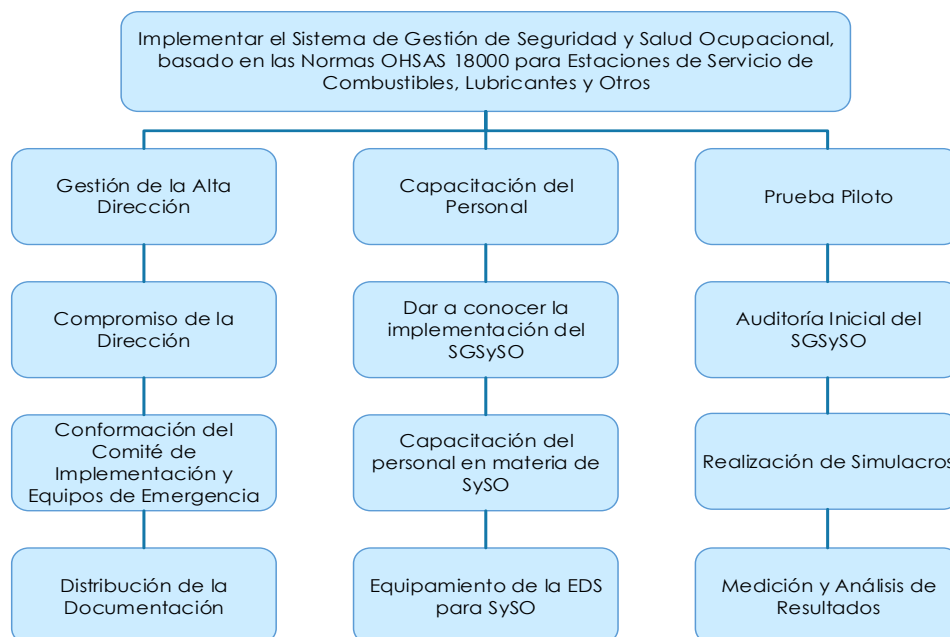 Implementar el Sistema de Gestión de Seguridad y Salud Ocupacional,
basado en las Normas OHSAS 18000 para Estaciones de Servicio de
Combustibles, Lubricantes y Otros
Gestión de la Alta
Dirección
Capacitación del
Personal
Prueba Piloto
Compromiso de la
Dirección
Dar a conocer la
implementación del
SGSySO
Auditoría Inicial del
SGSySO
Conformación del
Comité de
Implementación y
Equipos de Emergencia
Capacitación del
personal en materia de
SySO
Realización de Simulacros
Distribución de la
Documentación
Equipamiento de la EDS
para SySO
Medición y Análisis de
Resultados